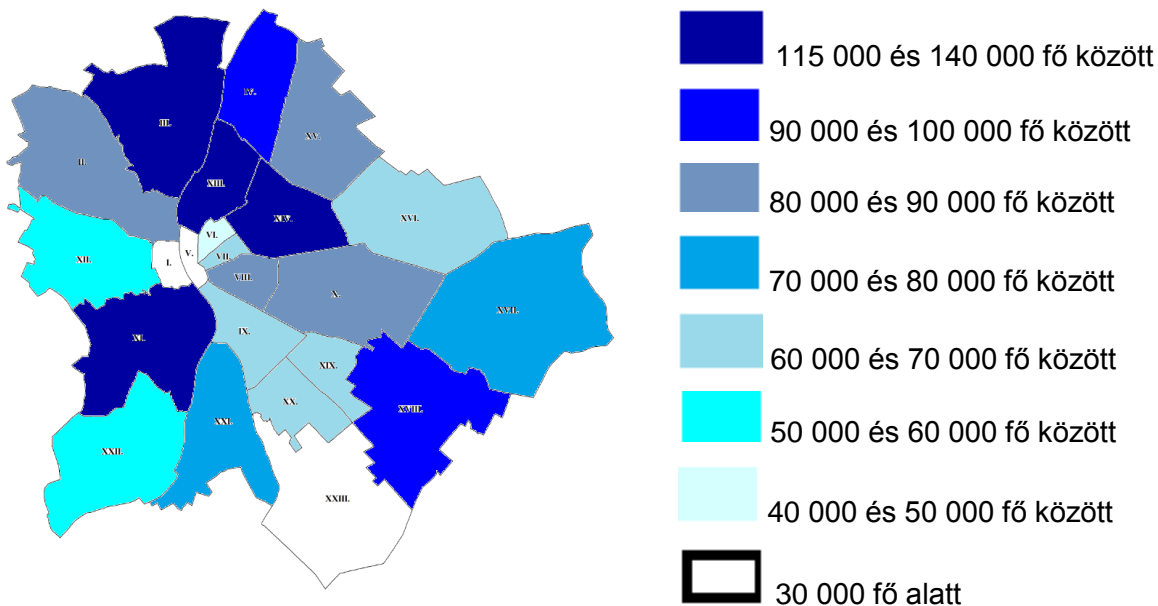 IV.
III.
XV.
II.
XIII.
XIV.
XVI.
VI.
V.
VII.
XII.
I.
VIII.
X.
XVII.
IX.
XI.
XIX.
XX.
XVIII.
XXI.
XXII.
XXIII.
115 000 és 140 000 fő között
90 000 és 100 000 fő között
80 000 és 90 000 fő között
70 000 és 80 000 fő között
60 000 és 70 000 fő között
50 000 és 60 000 fő között
40 000 és 50 000 fő között
30 000 fő alatt